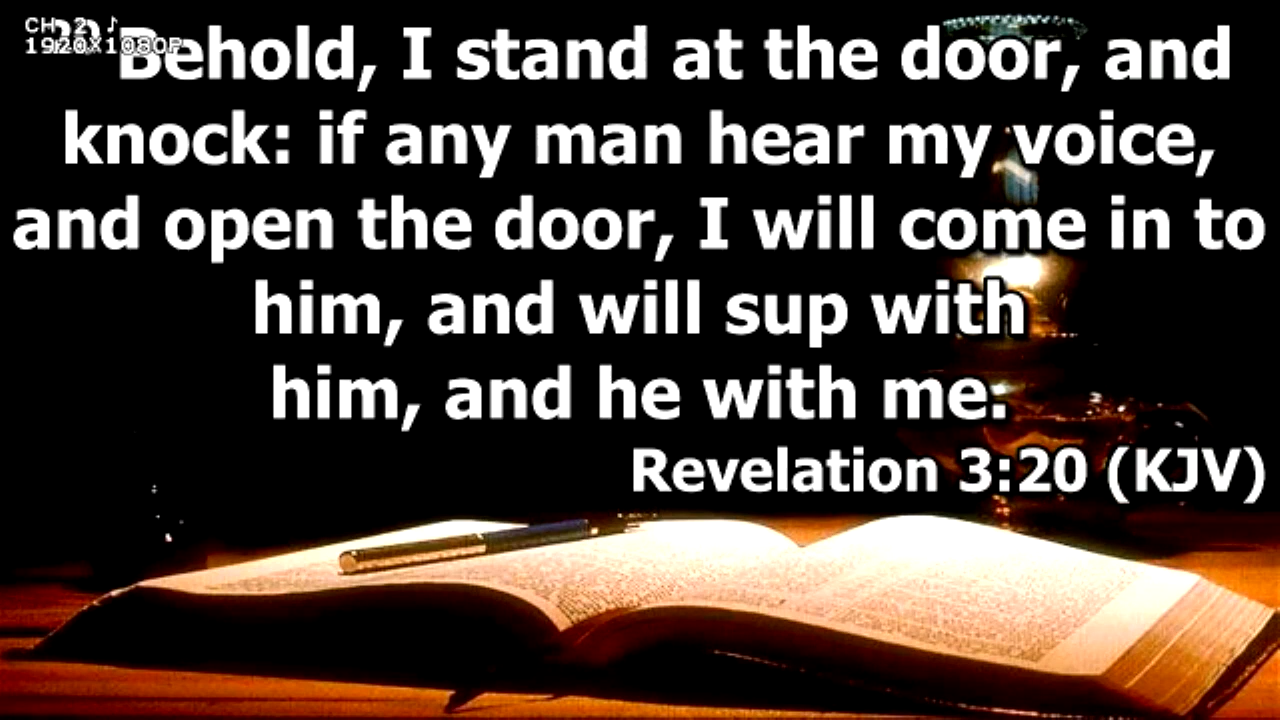 CH 2 ♪
1920X1080P
20 Behold, I stand at the door, and
knock: if any man hear my voice,
and open the door, I will come in to
him, and will sup with
him, and he with me.
Revelation 3:20 (KJV)